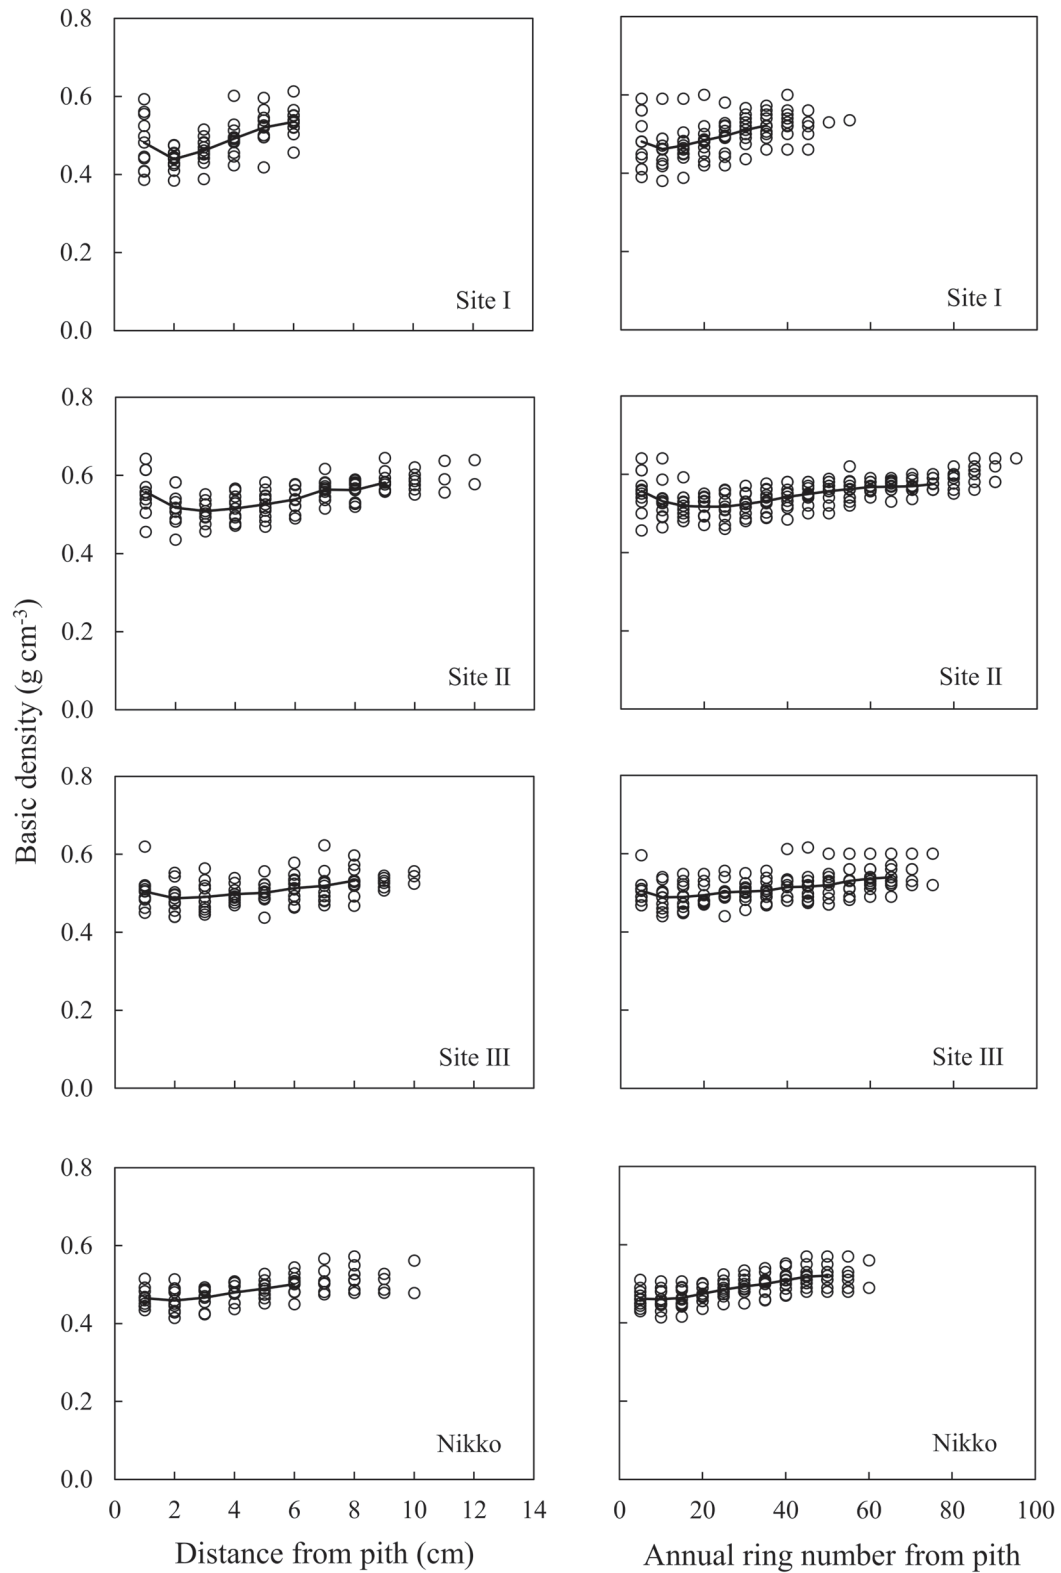 0.8
0.6
0.4
0.2
0.0
Site I
Site I
0.8
0.6
0.4
0.2
0.0
Site II
Site II
0.8
0.6
0.4
0.2
0.0
Site III
Site III
0.8
0.6
0.4
0.2
0.0
Nikko
Nikko
Basic density (g cm⁻³)
0 2 4 6 8 10 12 14
0 20 40 60 80 100
Distance from pith (cm)
Annual ring number from pith